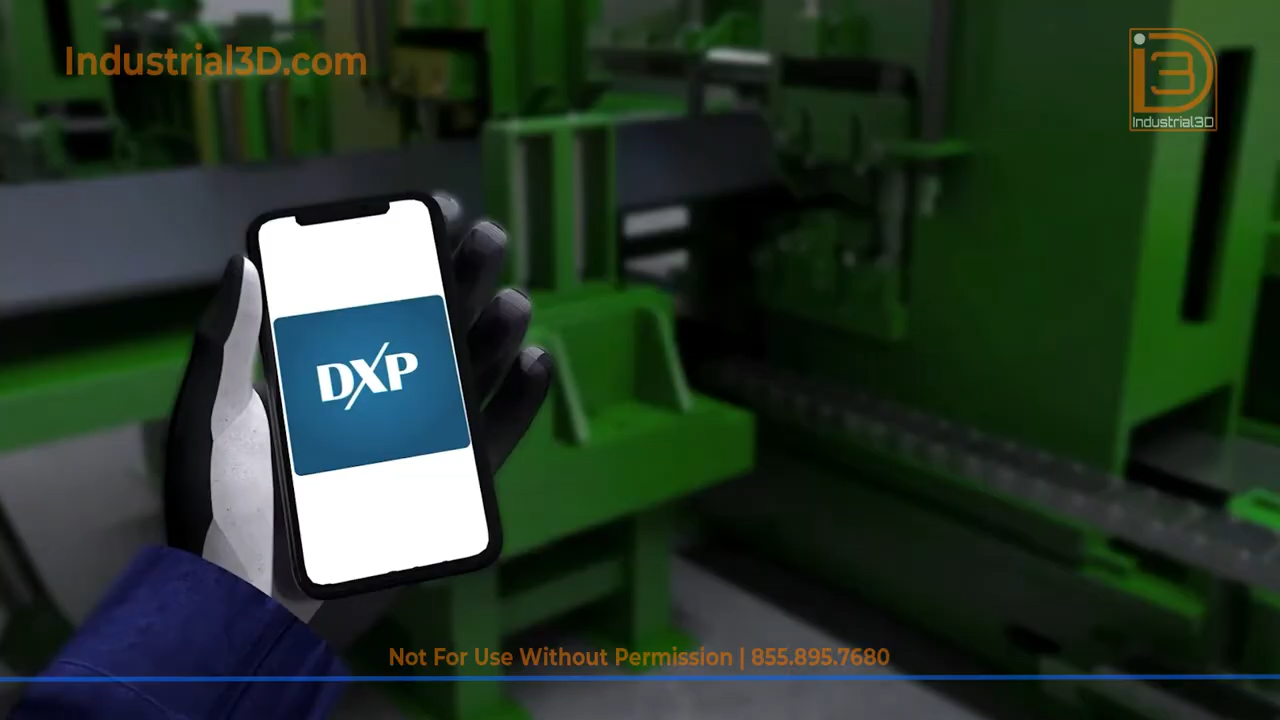 Industrial3D.com
Industrial3D
DXP
Not For Use Without Permission | 855.895.7680